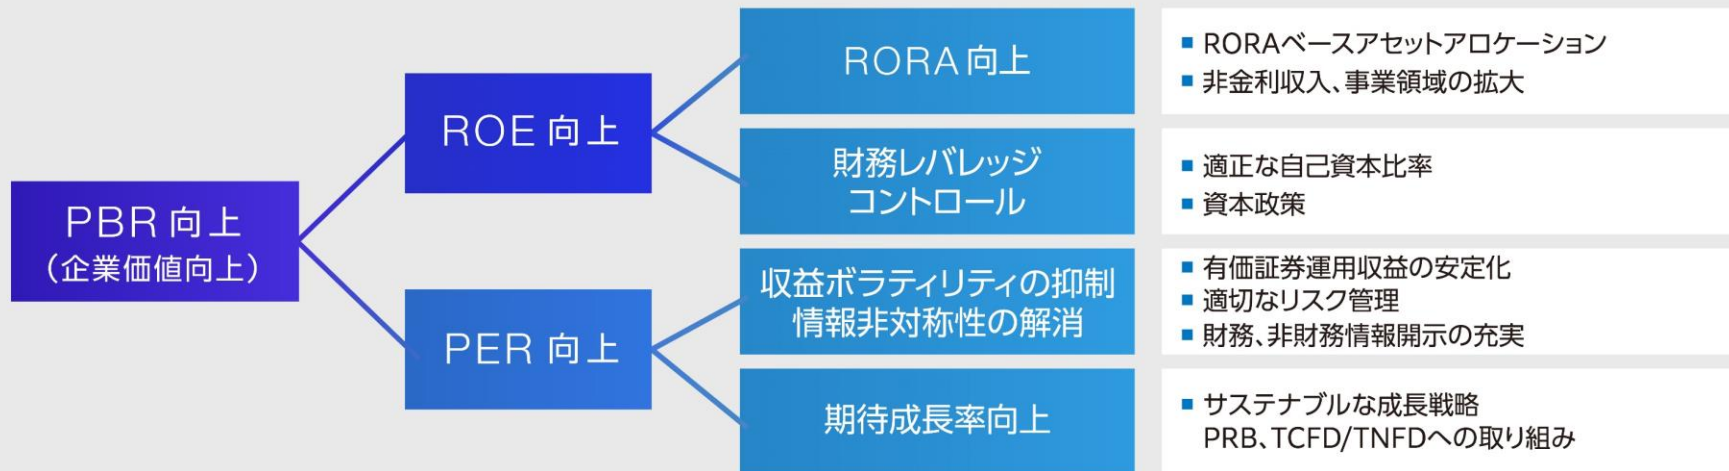 PBR 向上
（企業価値向上）
ROE 向上
PER 向上
RORA 向上
財務レバレッジ
コントロール
収益ボラティリティの抑制
情報非対称性の解消
期待成長率向上
■ RORAベースアセットアロケーション
■ 非金利収入、事業領域の拡大
■ 適正な自己資本比率
■ 資本政策
■ 有価証券運用収益の安定化
■ 適切なリスク管理
■ 財務、非財務情報開示の充実
■ サステナブルな成長戦略
PRB、TCFD/TNFDへの取り組み